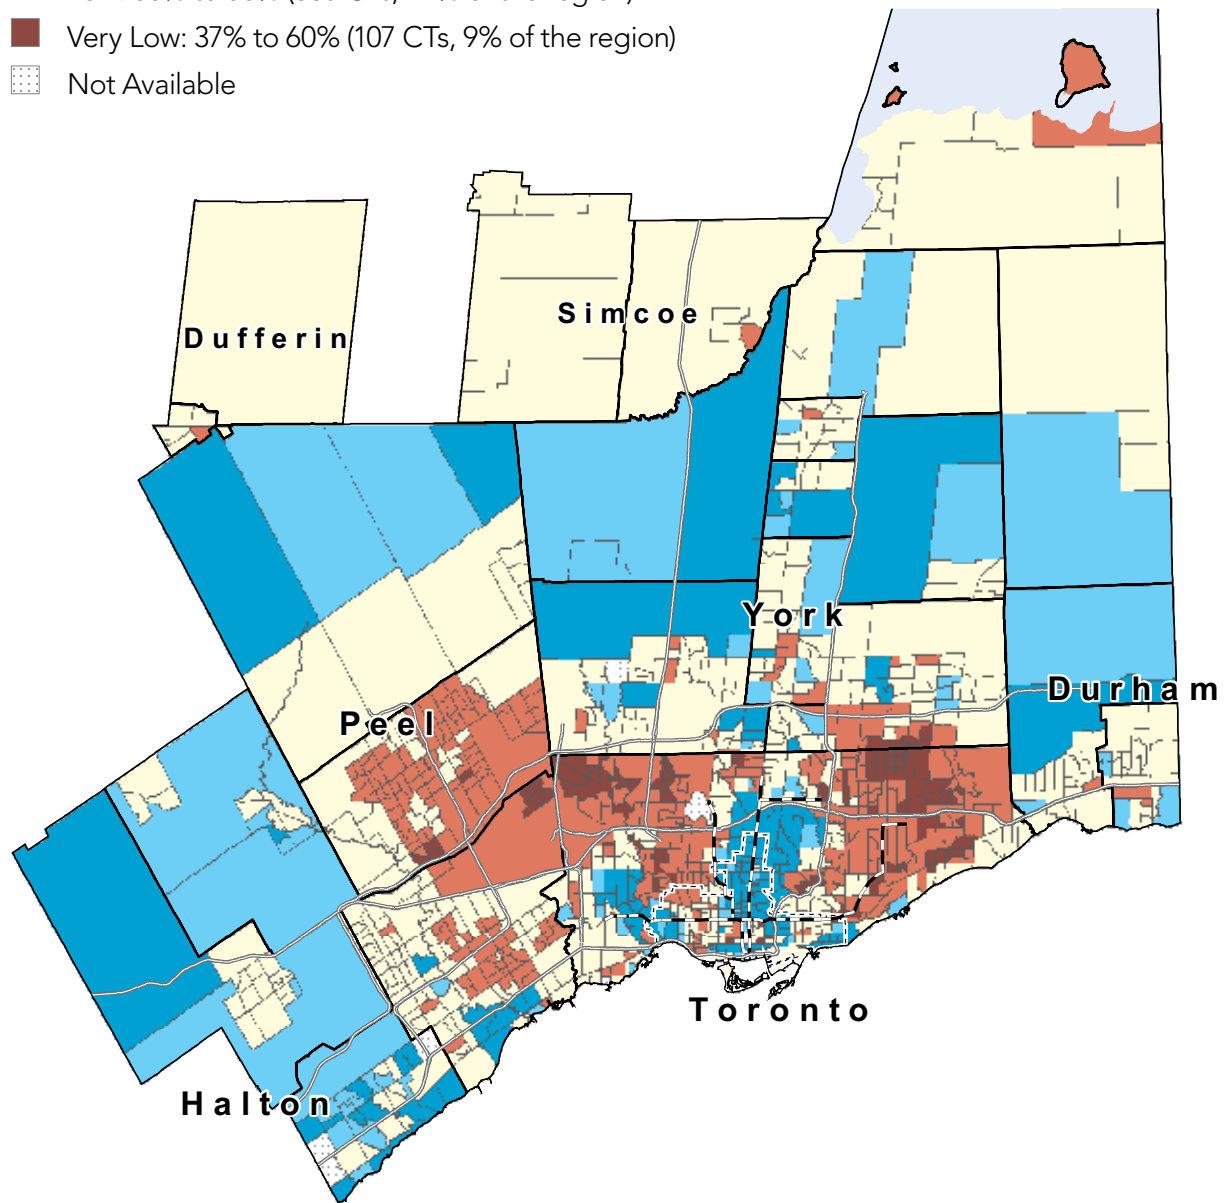 Very Low: 37% to 60% (107 CTs, 9% of the region)
Not Available
Simcoe
Dufferin
York
Durham
Peel
Toronto
Halton